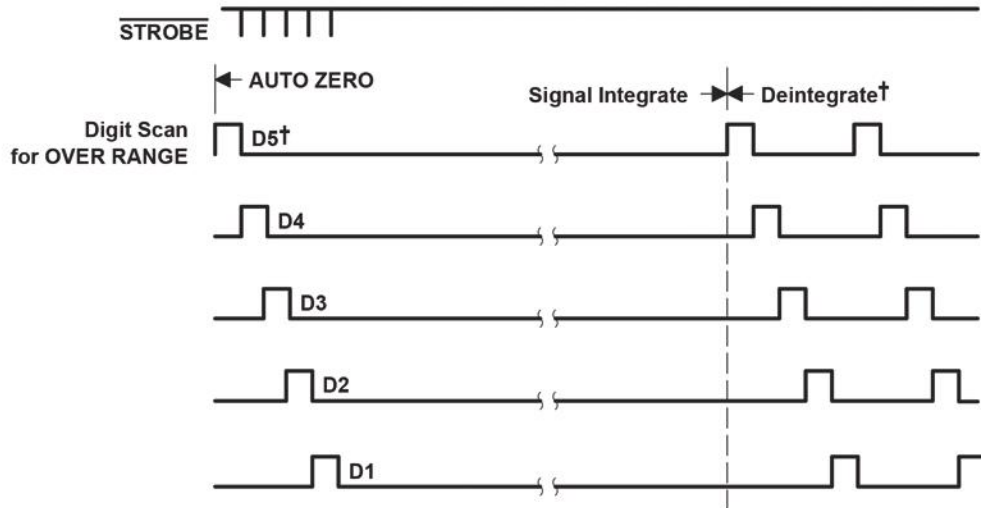 STROBE
AUTO ZERO
Signal Integrate
Deintegrate†
Digit Scan
for OVER RANGE
D5†
D4
D3
D2
D1